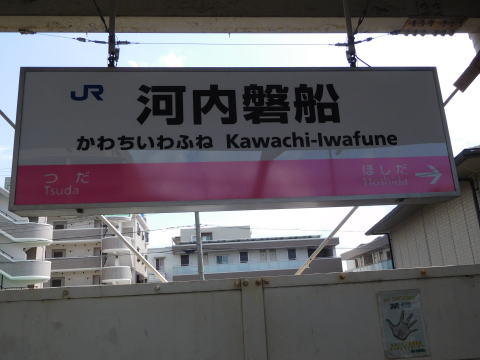 JR 河内磐船
かわちいわふね Kawachi-Iwafune
つだ ほしだ
Tsuda Hoshida